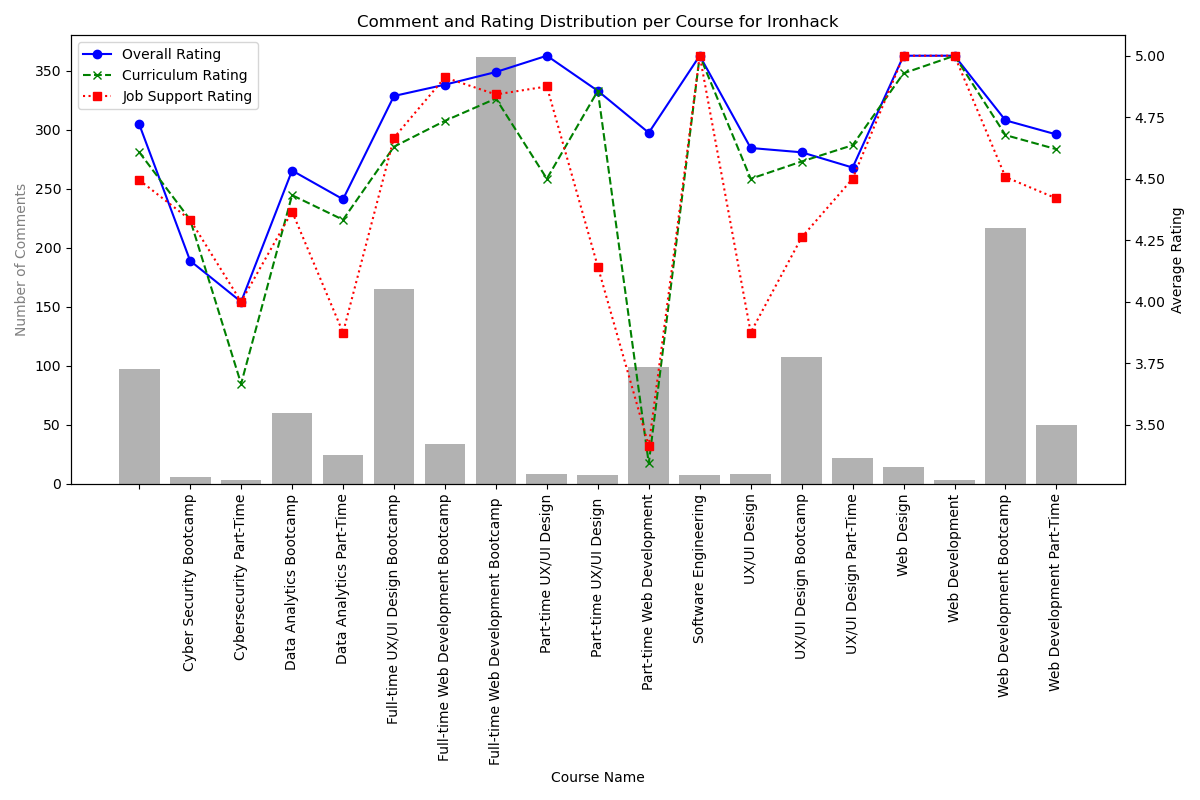 Comment and Rating Distribution per Course for Ironhack
Overall Rating
Curriculum Rating
Job Support Rating
350
300
250
200
150
100
50
0
Number of Comments
5.00
4.75
4.50
4.25
4.00
3.75
3.50
Average Rating
Cyber Security Bootcamp
Cybersecurity Part-Time
Data Analytics Bootcamp
Data Analytics Part-Time
Full-time UX/UI Design Bootcamp
Full-time Web Development Bootcamp
Full-time Web Development Bootcamp
Part-time UX/UI Design
Part-time UX/UI Design
Part-time Web Development
Software Engineering
UX/UI Design
UX/UI Design Bootcamp
UX/UI Design Part-Time
Web Design
Web Development
Web Development Bootcamp
Web Development Part-Time
Course Name